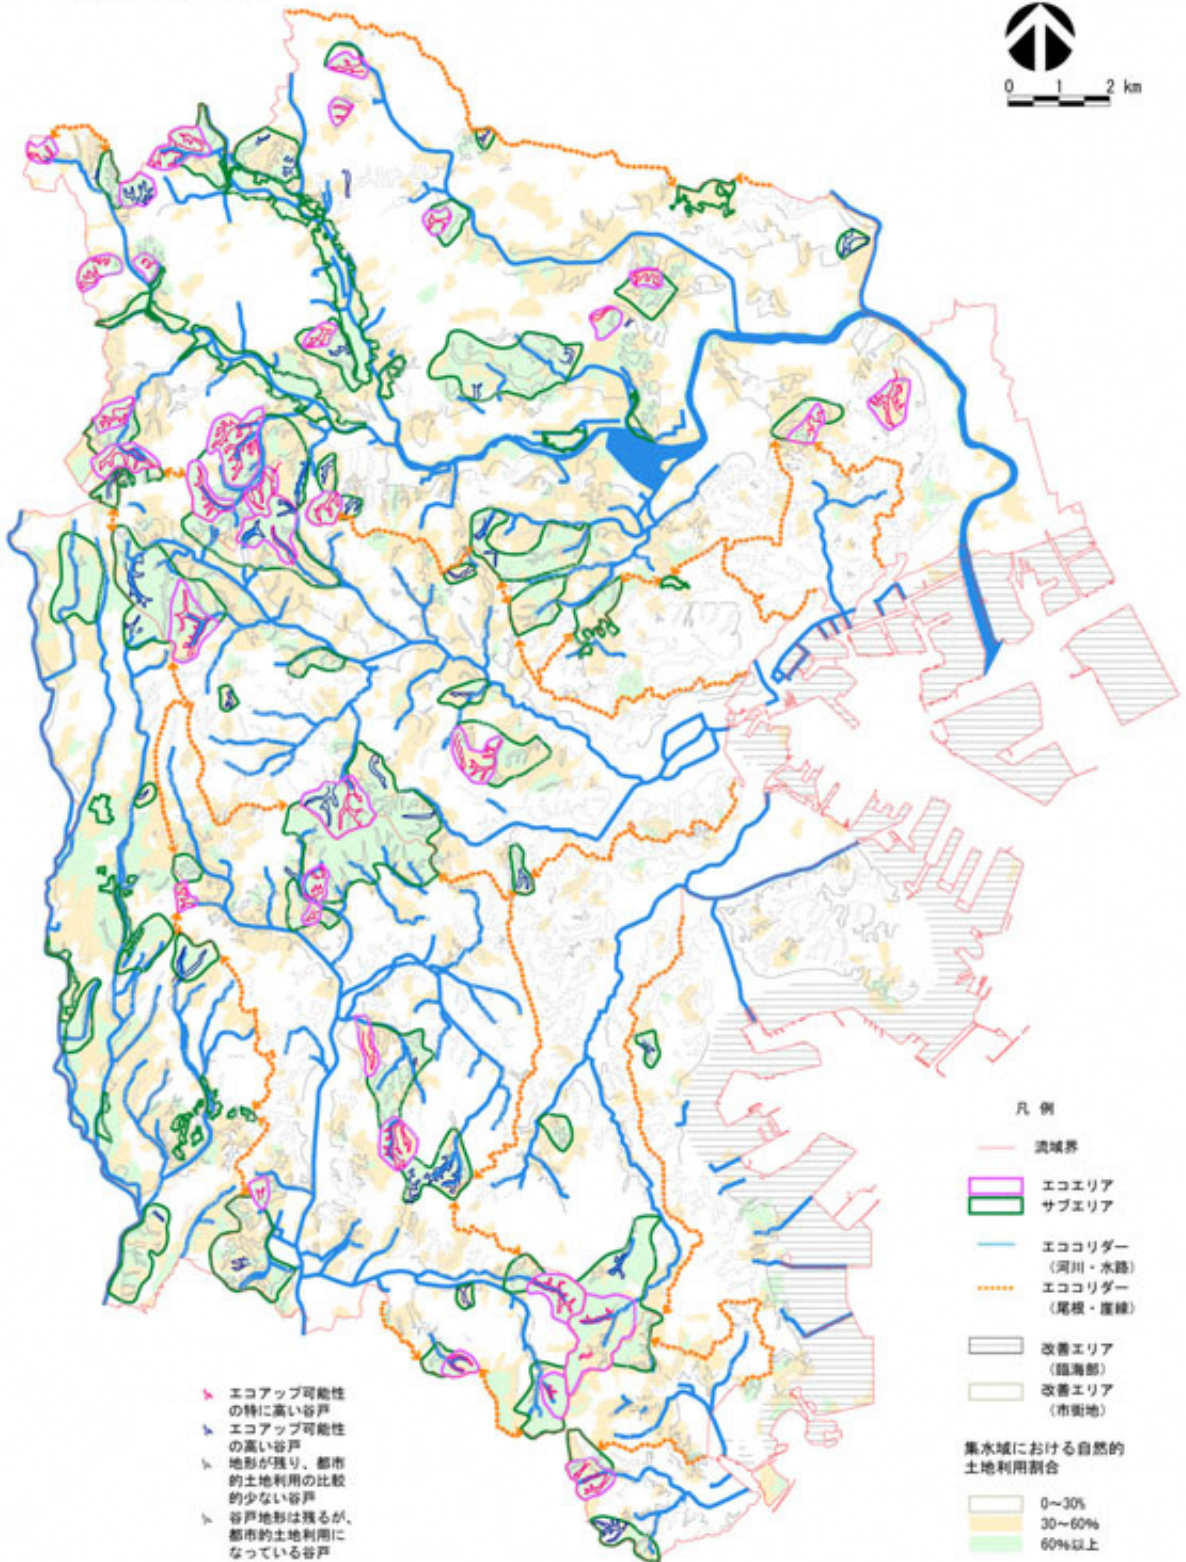 0 1 2 km
凡 例
流域界
エコエリア
サブエリア
エココリダー
(河川・水路)
エココリダー
(尾根・崖線)
改善エリア
(臨海部)
改善エリア
(市街地)
集水域における自然的
土地利用割合
0~30%
30~60%
60%以上
エコアップ可能性
の特に高い谷戸
エコアップ可能性
の高い谷戸
地形が残り、都市
的土地利用の比較
的少ない谷戸
谷戸地形は残るが、
都市的土地利用に
なっている谷戸